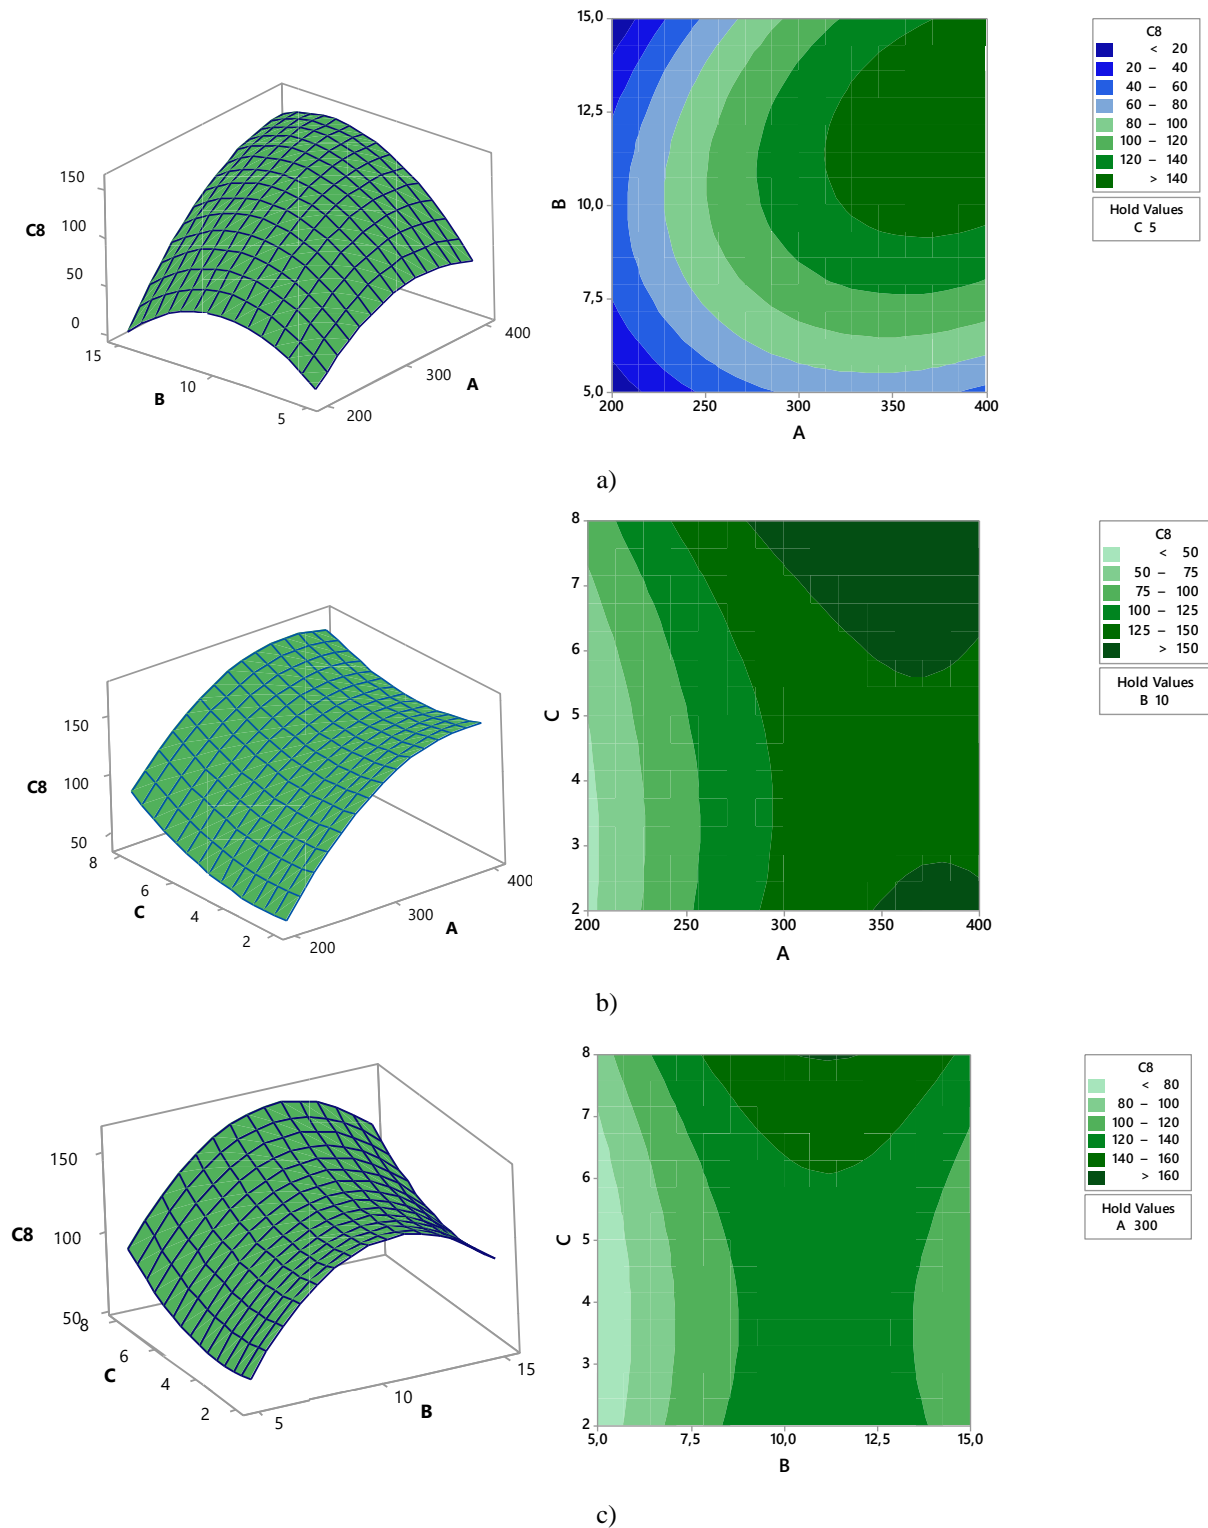 150
C8 100
50
0
15
10
B
5
400
300
A
200
15,0
12,5
B 10,0
7,5
5,0
200 250 300 350 400
A
C8
< 20
20 – 40
40 – 60
60 – 80
80 – 100
100 – 120
120 – 140
> 140
Hold Values
C 5
a)
150
C8 100
50
8
6
C
4
2
400
300
A
200
8
7
6
C 5
4
3
2
200 250 300 350 400
A
C8
< 50
50 – 75
75 – 100
100 – 125
125 – 150
> 150
Hold Values
B 10
b)
150
C8 100
50
8
6
C
4
2
15
10
B
5
8
7
6
C 5
4
3
2
5,0 7,5 10,0 12,5 15,0
B
C8
< 80
80 – 100
100 – 120
120 – 140
140 – 160
> 160
Hold Values
A 300
c)